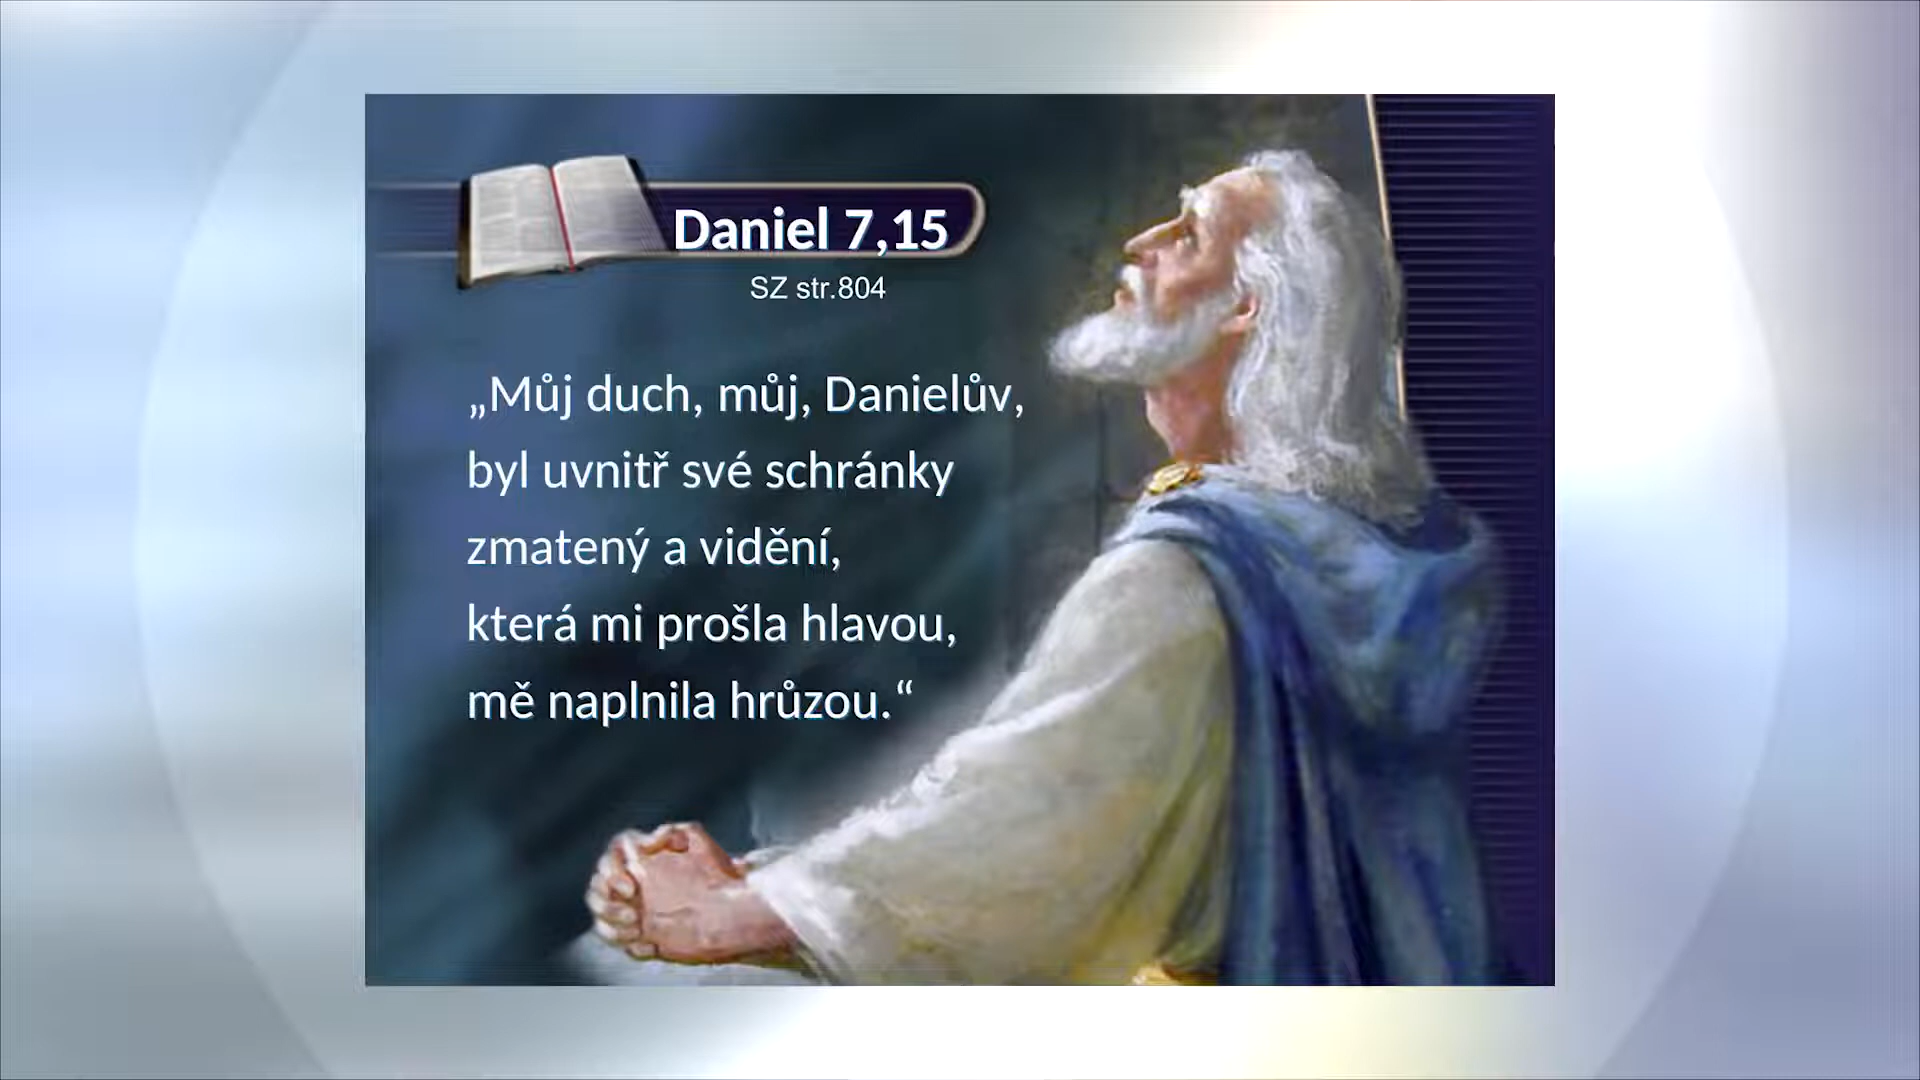 Daniel 7,15
SZ str.804
„Můj duch, můj, Danielův,
byl uvnitř své schránky
zmatený a vidění,
která mi prošla hlavou,
mě naplnila hrůzou.“